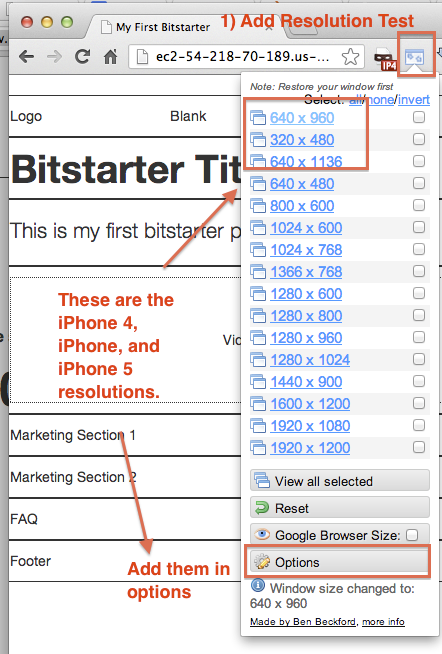 1) Add Resolution Test
My First Bitstarter
ec2-54-218-70-189.us-
IP4
Note: Restore your window first
Select: all/none/invert
Logo
Blank
Bitstarter Tit
This is my first bitstarter p
640 x 960
320 x 480
640 x 1136
640 x 480
800 x 600
1024 x 600
1024 x 768
1366 x 768
1280 x 600
1280 x 800
1280 x 960
1280 x 1024
1440 x 900
1600 x 1200
1920 x 1080
1920 x 1200
These are the
iPhone 4,
iPhone, and
iPhone 5
resolutions.
Vid
Marketing Section 1
Marketing Section 2
FAQ
Footer
Add them in
options
View all selected
Reset
Google Browser Size:
Options
Window size changed to:
640 x 960
Made by Ben Beckford, more info